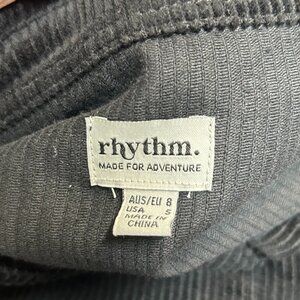 rhythm.
MADE FOR ADVENTURE
AUS/EU 8
USA S
MADE IN
CHINA